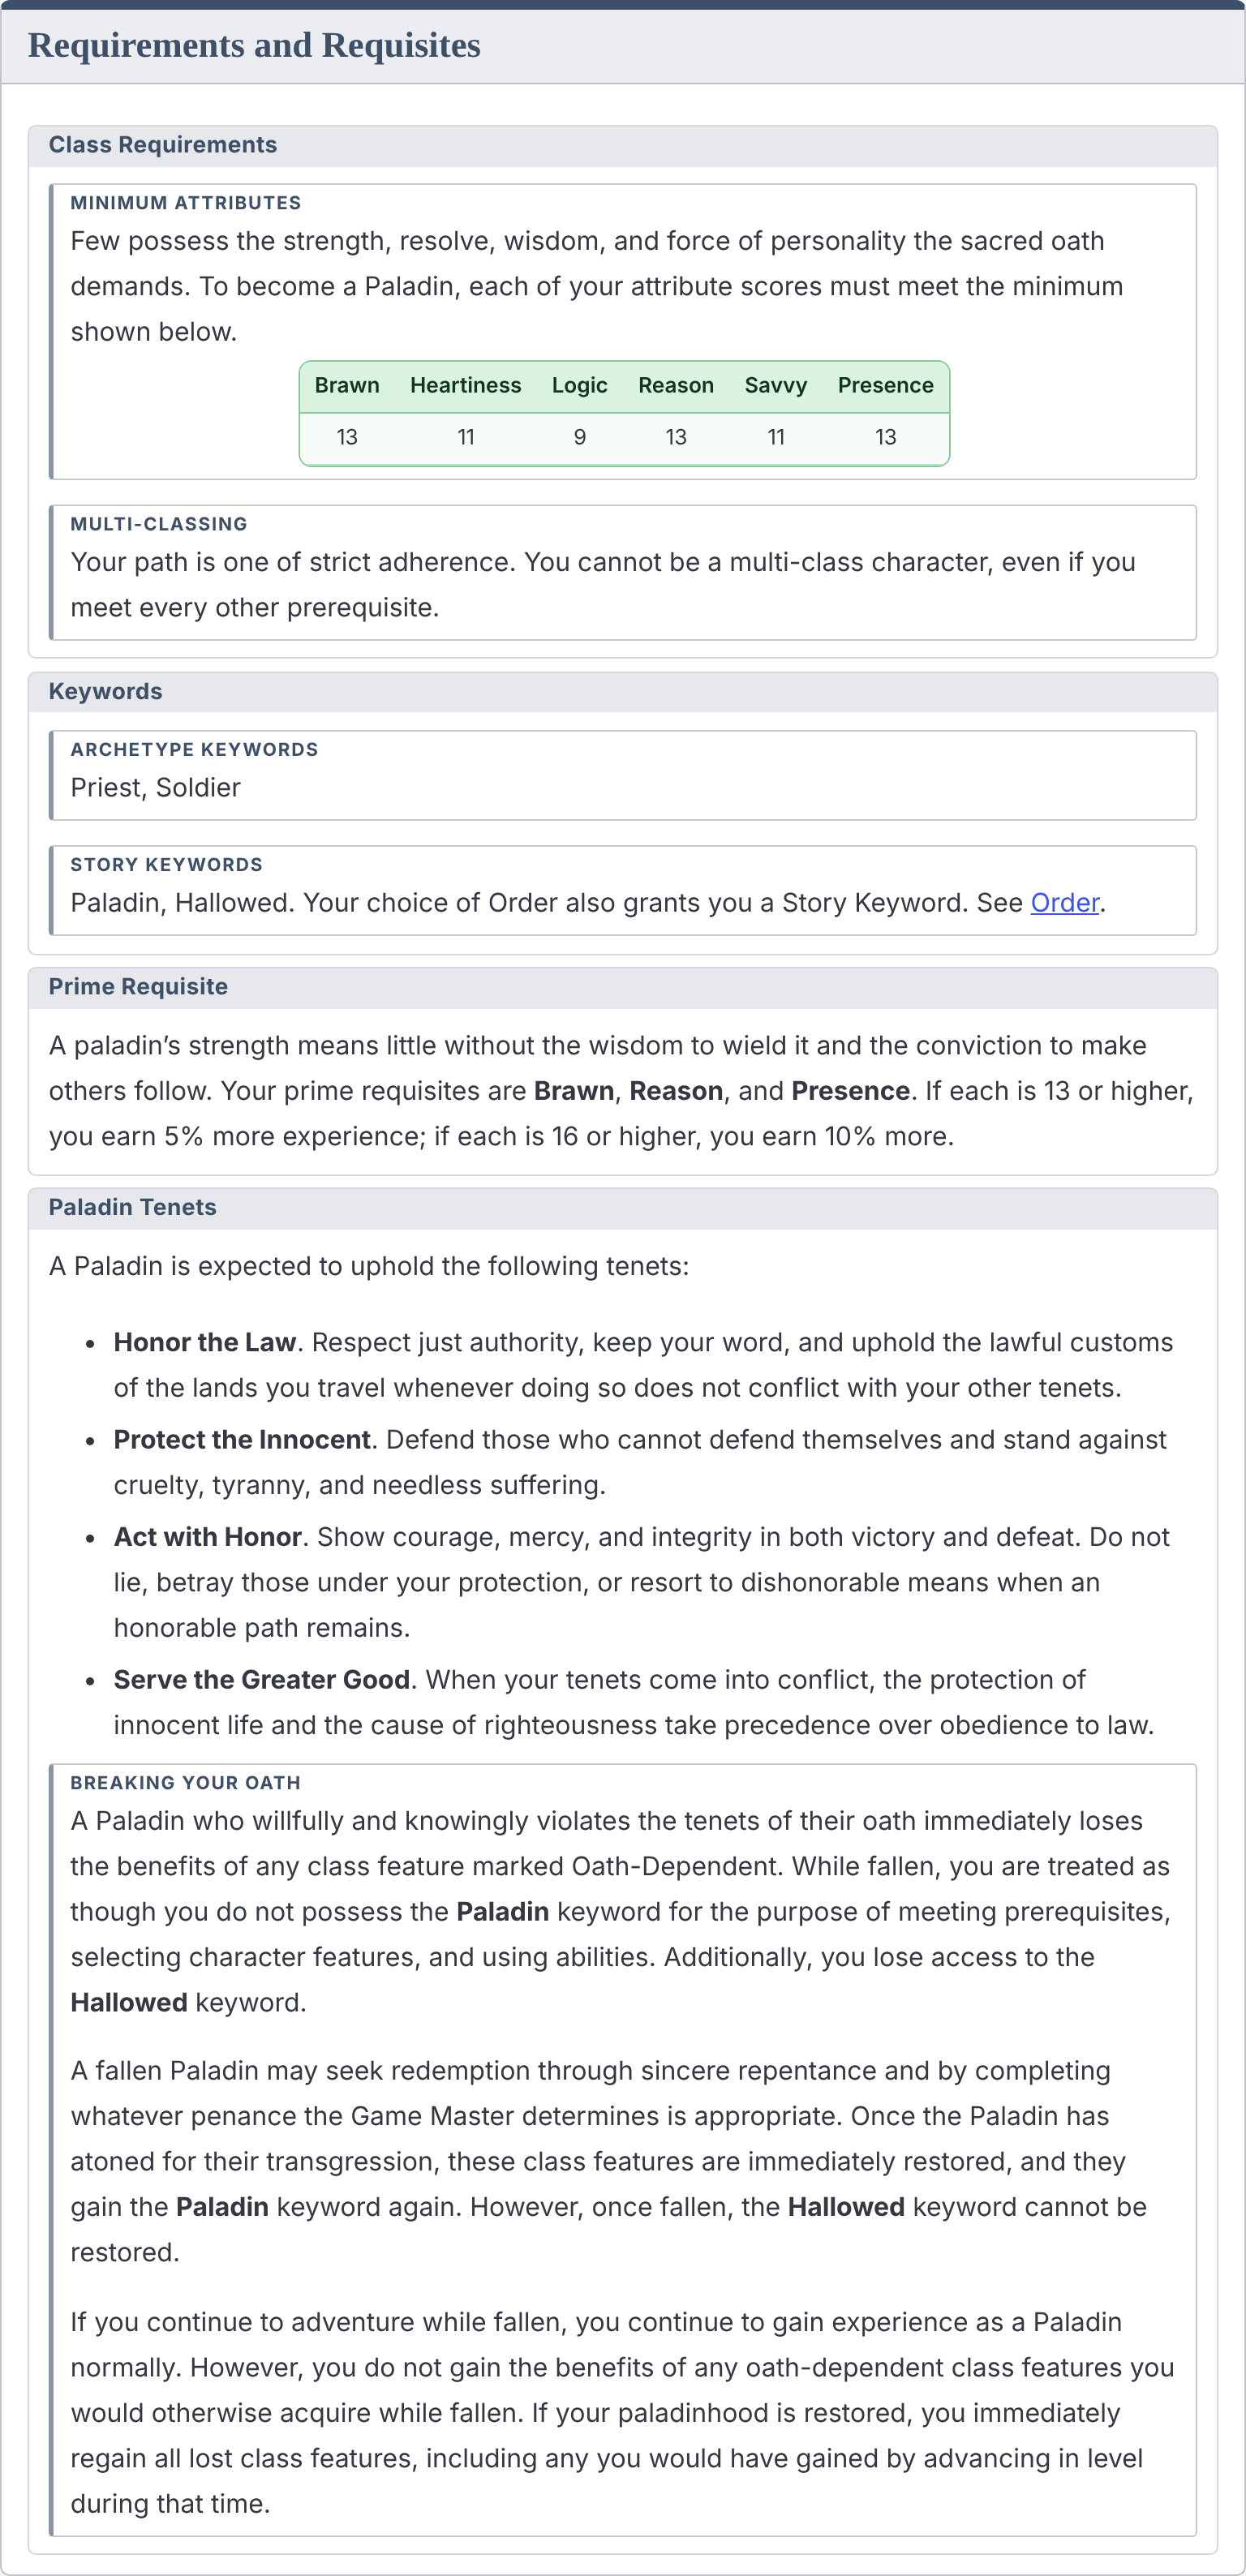 Requirements and Requisites
Class Requirements
MINIMUM ATTRIBUTES
Few possess the strength, resolve, wisdom, and force of personality the sacred oath
demands. To become a Paladin, each of your attribute scores must meet the minimum
shown below.
Brawn Heartiness Logic Reason Savvy Presence
13 11 9 13 11 13
MULTI-CLASSING
Your path is one of strict adherence. You cannot be a multi-class character, even if you
meet every other prerequisite.
Keywords
ARCHETYPE KEYWORDS
Priest, Soldier
STORY KEYWORDS
Paladin, Hallowed. Your choice of Order also grants you a Story Keyword. See Order.
Prime Requisite
A paladin’s strength means little without the wisdom to wield it and the conviction to make
others follow. Your prime requisites are Brawn, Reason, and Presence. If each is 13 or higher,
you earn 5% more experience; if each is 16 or higher, you earn 10% more.
Paladin Tenets
A Paladin is expected to uphold the following tenets:
• Honor the Law. Respect just authority, keep your word, and uphold the lawful customs
of the lands you travel whenever doing so does not conflict with your other tenets.
• Protect the Innocent. Defend those who cannot defend themselves and stand against
cruelty, tyranny, and needless suffering.
• Act with Honor. Show courage, mercy, and integrity in both victory and defeat. Do not
lie, betray those under your protection, or resort to dishonorable means when an
honorable path remains.
• Serve the Greater Good. When your tenets come into conflict, the protection of
innocent life and the cause of righteousness take precedence over obedience to law.
BREAKING YOUR OATH
A Paladin who willfully and knowingly violates the tenets of their oath immediately loses
the benefits of any class feature marked Oath-Dependent. While fallen, you are treated as
though you do not possess the Paladin keyword for the purpose of meeting prerequisites,
selecting character features, and using abilities. Additionally, you lose access to the
Hallowed keyword.
A fallen Paladin may seek redemption through sincere repentance and by completing
whatever penance the Game Master determines is appropriate. Once the Paladin has
atoned for their transgression, these class features are immediately restored, and they
gain the Paladin keyword again. However, once fallen, the Hallowed keyword cannot be
restored.
If you continue to adventure while fallen, you continue to gain experience as a Paladin
normally. However, you do not gain the benefits of any oath-dependent class features you
would otherwise acquire while fallen. If your paladinhood is restored, you immediately
regain all lost class features, including any you would have gained by advancing in level
during that time.